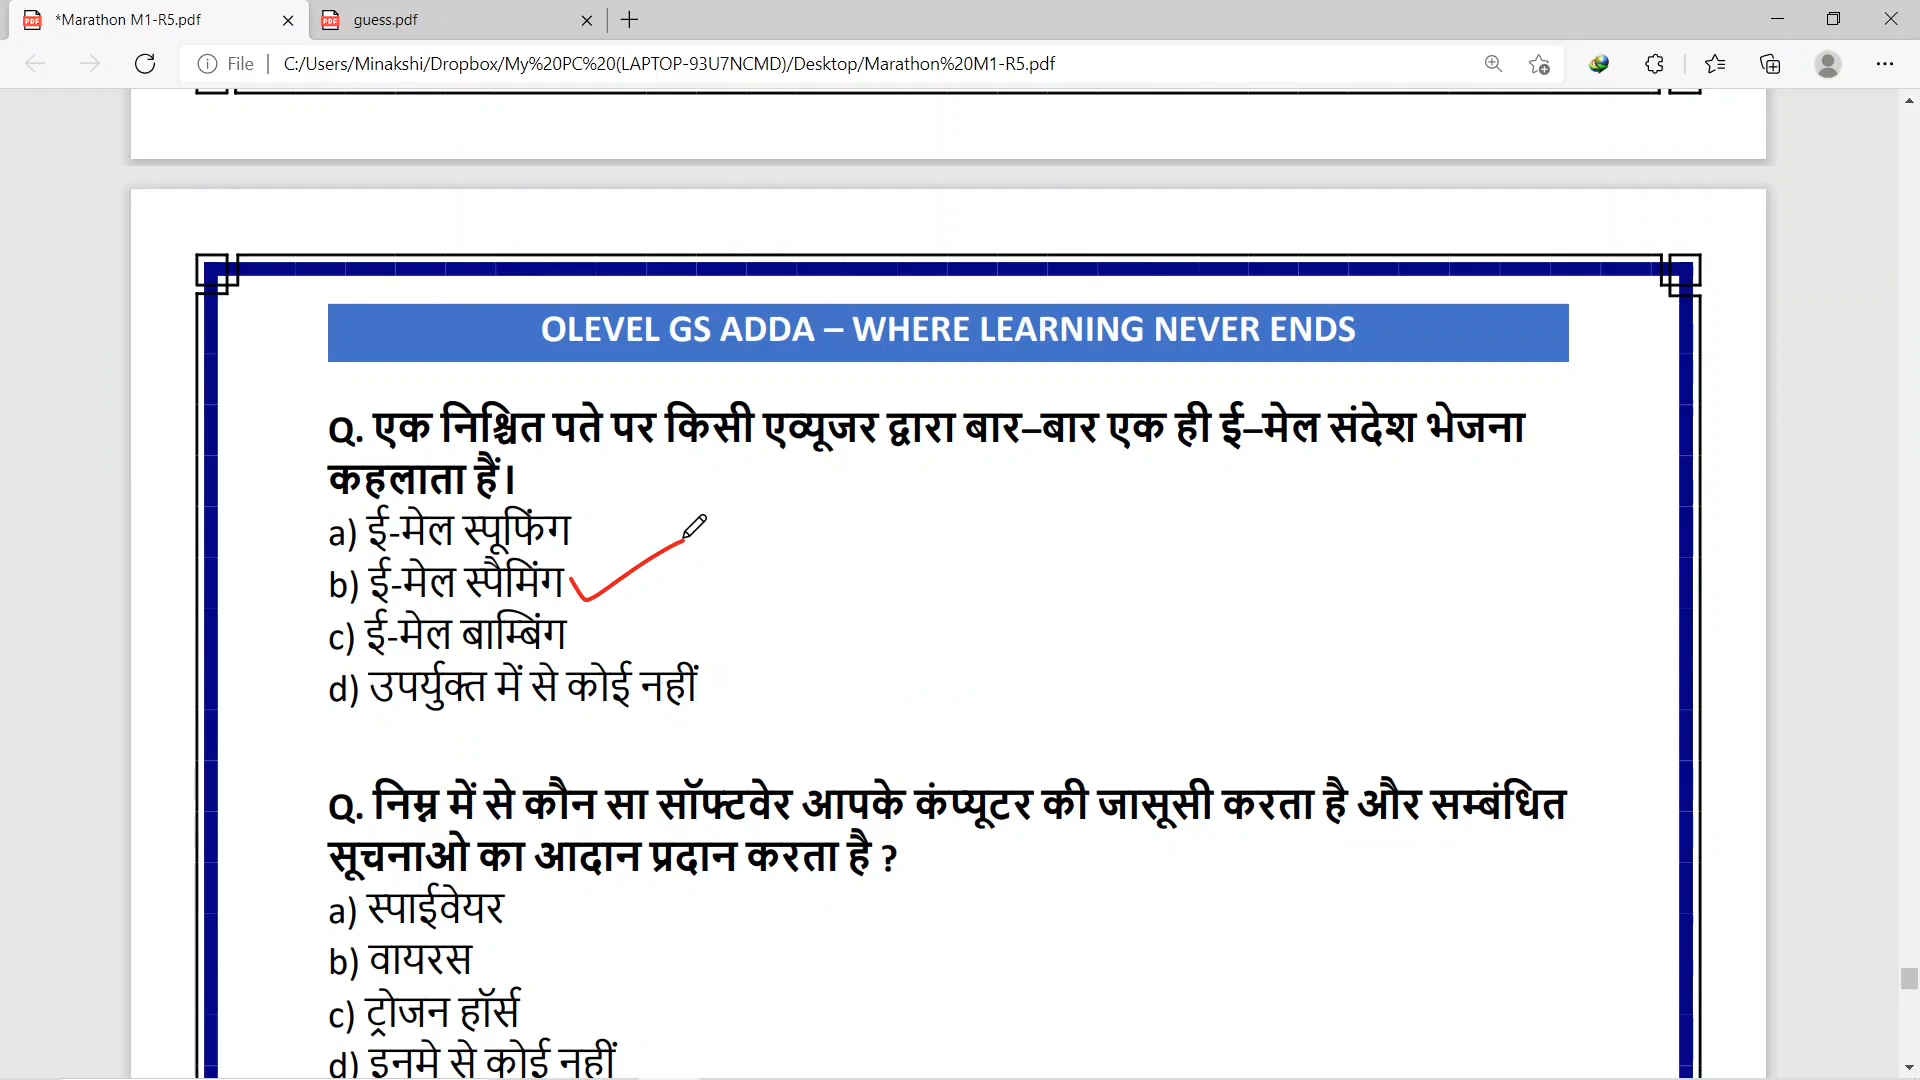 *Marathon M1-R5.pdf
guess.pdf
File
C:/Users/Minakshi/Dropbox/My%20PC%20(LAPTOP-93U7NCMD)/Desktop/Marathon%20M1-R5.pdf
OLEVEL GS ADDA – WHERE LEARNING NEVER ENDS
Q. एक निश्चित पते पर किसी एव्यूजर द्वारा बार–बार एक ही ई–मेल संदेश भेजना
कहलाता हैं।
a) ई-मेल स्पूफिंग
b) ई-मेल स्पैमिंग
c) ई-मेल बाम्बिंग
d) उपर्युक्त में से कोई नहीं
Q. निम्न में से कौन सा सॉफ्टवेर आपके कंप्यूटर की जासूसी करता है और सम्बंधित
सूचनाओ का आदान प्रदान करता है ?
a) स्पाईवेयर
b) वायरस
c) ट्रोजन हॉर्स
d) इनमे से कोई नहीं